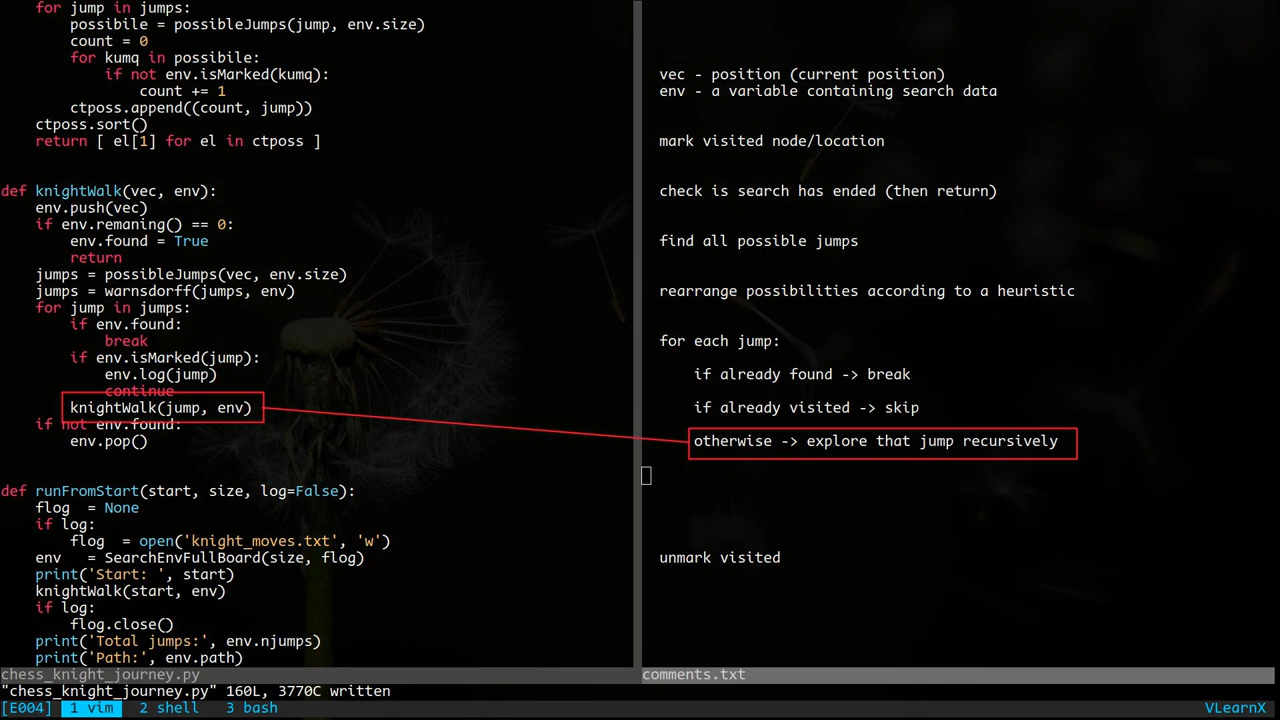 for jump in jumps:
        possibile = possibleJumps(jump, env.size)
        count = 0
        for kumq in possibile:
            if not env.isMarked(kumq):
                count += 1
        ctposs.append((count, jump))
    ctposs.sort()
    return [ el[1] for el in ctposs ]
def knightWalk(vec, env):
    env.push(vec)
    if env.remaning() == 0:
        env.found = True
        return
    jumps = possibleJumps(vec, env.size)
    jumps = warnsdorff(jumps, env)
    for jump in jumps:
        if env.found:
            break
        if env.isMarked(jump):
            env.log(jump)
            continue
        knightWalk(jump, env)
    if not env.found:
        env.pop()
def runFromStart(start, size, log=False):
    flog  = None
    if log:
        flog  = open('knight_moves.txt', 'w')
    env   = SearchEnvFullBoard(size, flog)
    print('Start: ', start)
    knightWalk(start, env)
    if log:
        flog.close()
    print('Total jumps:', env.njumps)
    print('Path:', env.path)
chess_knight_journey.py
vec - position (current position)
env - a variable containing search data
mark visited node/location
check is search has ended (then return)
find all possible jumps
rearrange possibilities according to a heuristic
for each jump:
    if already found -> break
    if already visited -> skip
    otherwise -> explore that jump recursively
unmark visited
comments.txt
"chess_knight_journey.py" 160L, 3770C written
[E004]  1 vim  2 shell  3 bash VLearnX